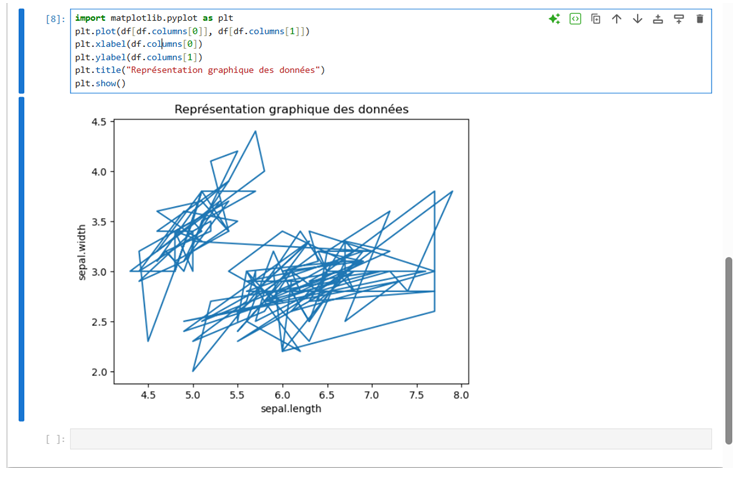 [8]:
import matplotlib.pyplot as plt
plt.plot(df[df.columns[0]], df[df.columns[1]])
plt.xlabel(df.columns[0])
plt.ylabel(df.columns[1])
plt.title("Représentation graphique des données")
plt.show()
Représentation graphique des données
4.5
4.0
3.5
3.0
2.5
2.0
sepal.width
4.5 5.0 5.5 6.0 6.5 7.0 7.5 8.0
sepal.length
[ ]: